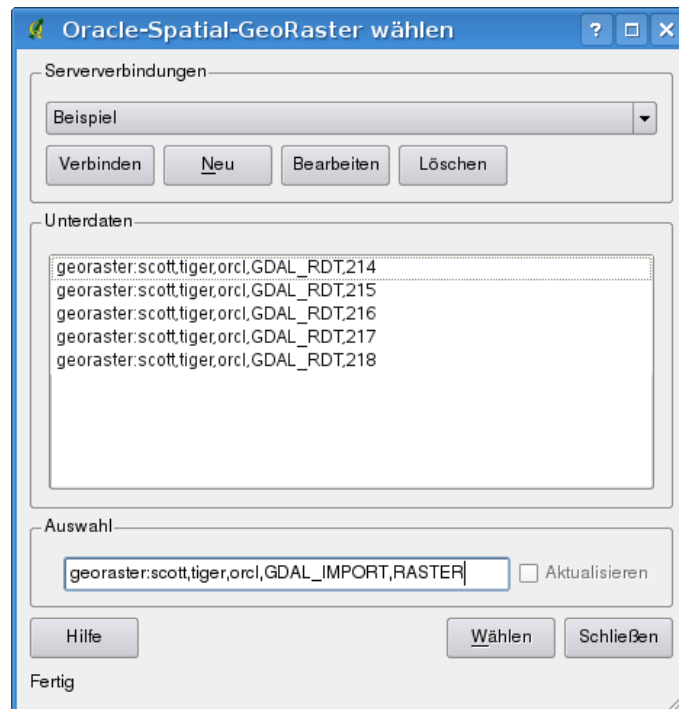 Oracle-Spatial-GeoRaster wählen
Serververbindungen
Beispiel
Verbinden Neu Bearbeiten Löschen
Unterdaten
georaster:scott,tiger,orcl,GDAL_RDT,214
georaster:scott,tiger,orcl,GDAL_RDT,215
georaster:scott,tiger,orcl,GDAL_RDT,216
georaster:scott,tiger,orcl,GDAL_RDT,217
georaster:scott,tiger,orcl,GDAL_RDT,218
Auswahl
georaster:scott,tiger,orcl,GDAL_IMPORT,RASTER Aktualisieren
Hilfe Wählen Schließen
Fertig